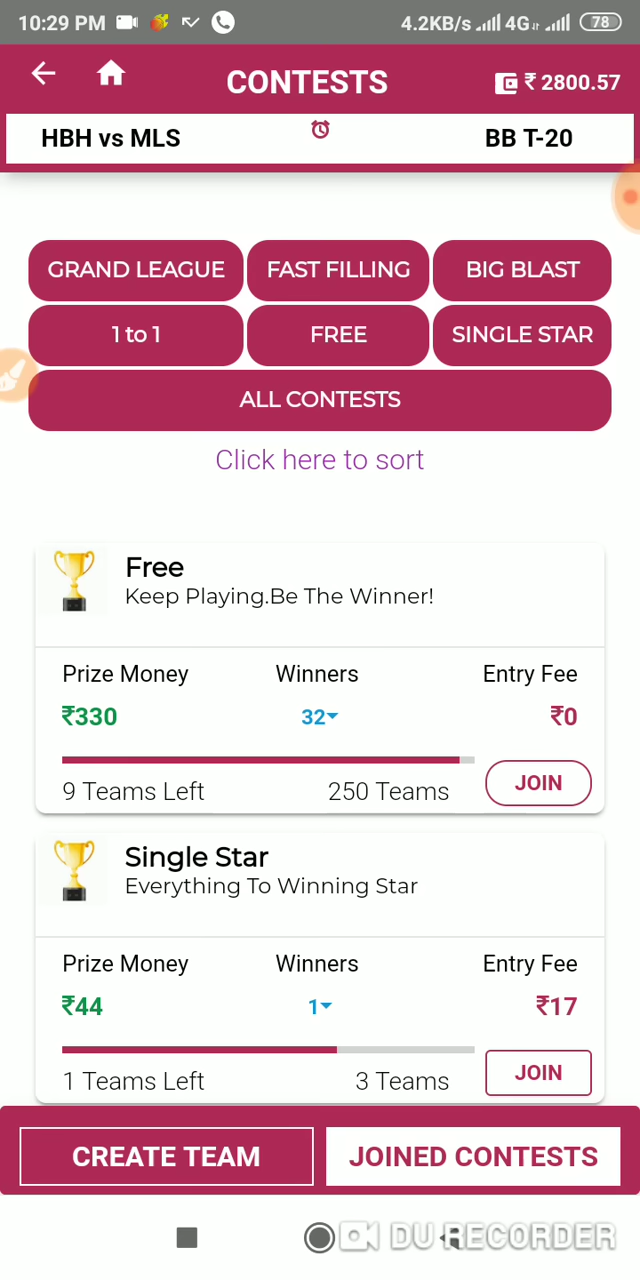 10:29 PM 4.2KB/s 4G 78
CONTESTS ₹ 2800.57
HBH vs MLS BB T-20
GRAND LEAGUE FAST FILLING BIG BLAST
1 to 1 FREE SINGLE STAR
ALL CONTESTS
Click here to sort
Free
Keep Playing.Be The Winner!
Prize Money Winners Entry Fee
₹330 32 ₹0
9 Teams Left 250 Teams JOIN
Single Star
Everything To Winning Star
Prize Money Winners Entry Fee
₹44 1 ₹17
1 Teams Left 3 Teams JOIN
CREATE TEAM JOINED CONTESTS
DU RECORDER